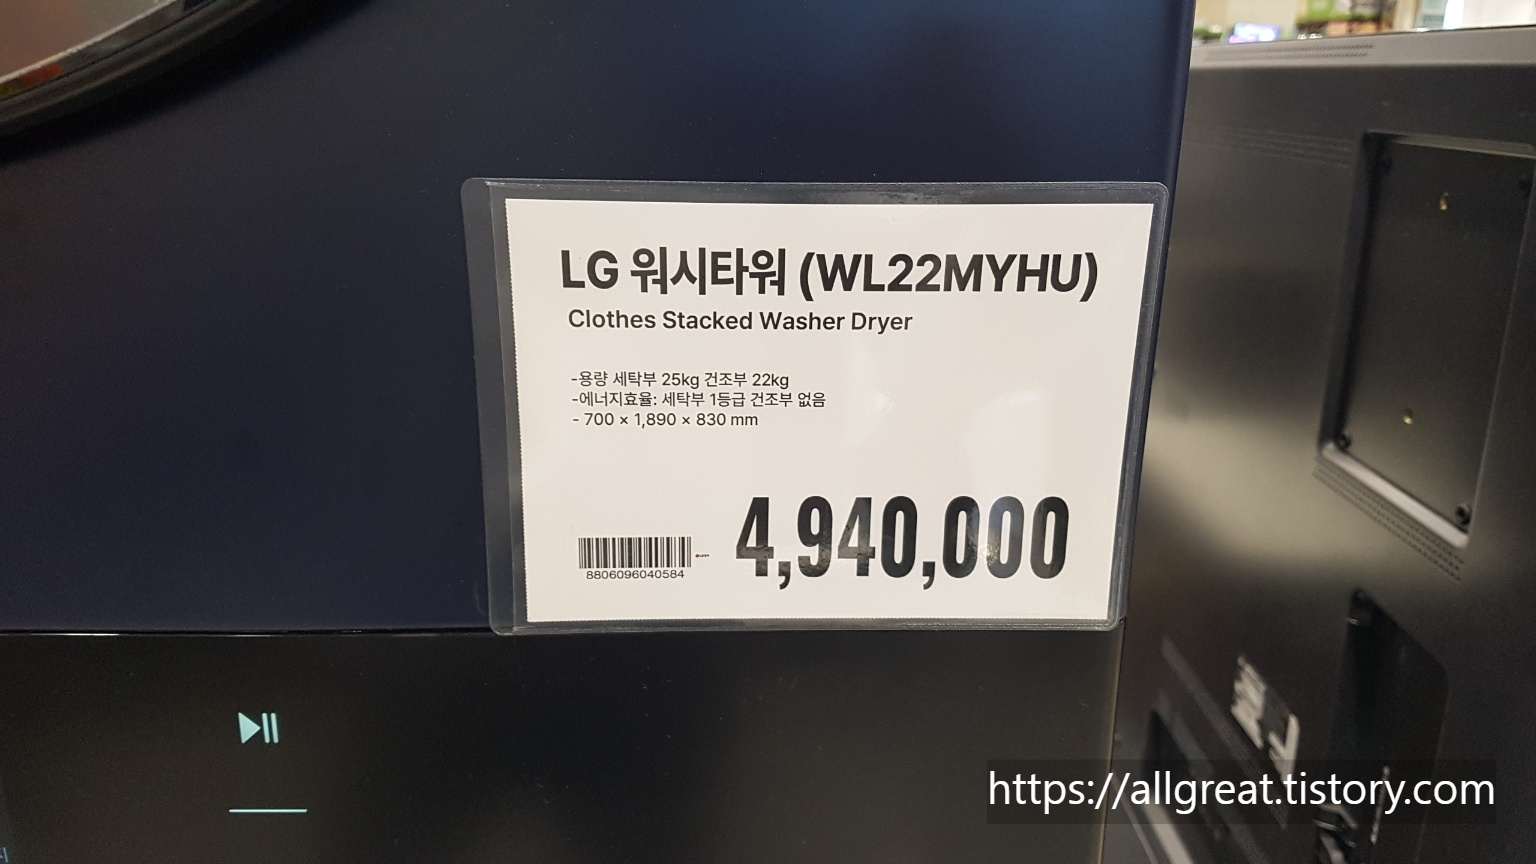 LG 워시타워 (WL22MYHU)
Clothes Stacked Washer Dryer
-용량 세탁부 25kg 건조부 22kg
-에너지효율: 세탁부 1등급 건조부 없음
- 700 × 1,890 × 830 mm
4,940,000
8806096040584
https://allgreat.tistory.com